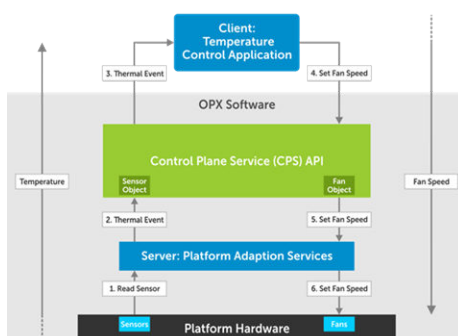 Client:
Temperature
Control Application
3. Thermal Event
4. Set Fan Speed
OPX Software
Control Plane Service (CPS) API
Temperature
Sensor
Object
Fan
Object
Fan Speed
2. Thermal Event
5. Set Fan Speed
Server: Platform Adaption Services
1. Read Sensor
6. Set Fan Speed
Sensors
Fans
Platform Hardware